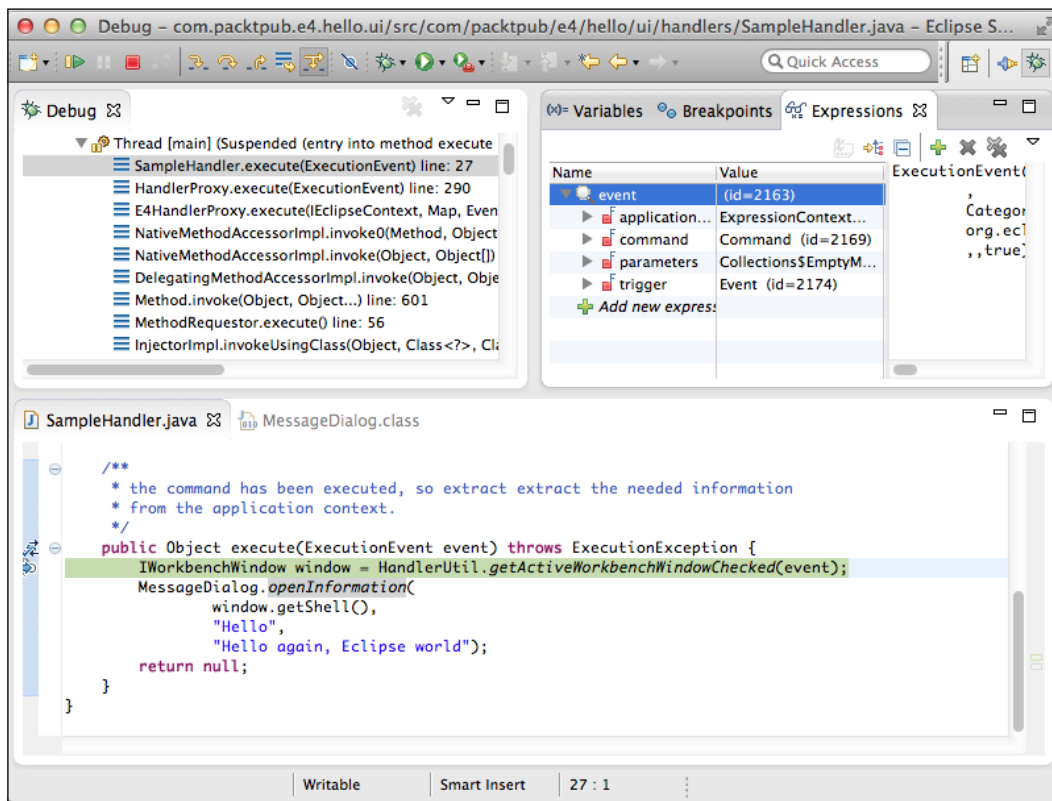 Debug – com.packtpub.e4.hello.ui/src/com/packtpub/e4/hello/ui/handlers/SampleHandler.java – Eclipse S...
Quick Access
Debug
Thread [main] (Suspended (entry into method execute
SampleHandler.execute(ExecutionEvent) line: 27
HandlerProxy.execute(ExecutionEvent) line: 290
E4HandlerProxy.execute(IEclipseContext, Map, Even
NativeMethodAccessorImpl.invoke0(Method, Object
NativeMethodAccessorImpl.invoke(Object, Object[])
DelegatingMethodAccessorImpl.invoke(Object, Obje
Method.invoke(Object, Object...) line: 601
MethodRequestor.execute() line: 56
InjectorImpl.invokeUsingClass(Object, Class<?>, Cl
(x)= Variables Breakpoints Expressions
Name Value
event (id=2163)
application... ExpressionContext...
command Command (id=2169)
parameters Collections$EmptyM...
trigger Event (id=2174)
Add new express
ExecutionEvent(
,
Categor
org.ecl
,,true)
SampleHandler.java MessageDialog.class
/**
* the command has been executed, so extract extract the needed information
* from the application context.
*/
public Object execute(ExecutionEvent event) throws ExecutionException {
IWorkbenchWindow window = HandlerUtil.getActiveWorkbenchWindowChecked(event);
MessageDialog.openInformation(
window.getShell(),
"Hello",
"Hello again, Eclipse world");
return null;
}
}
Writable Smart Insert 27 : 1